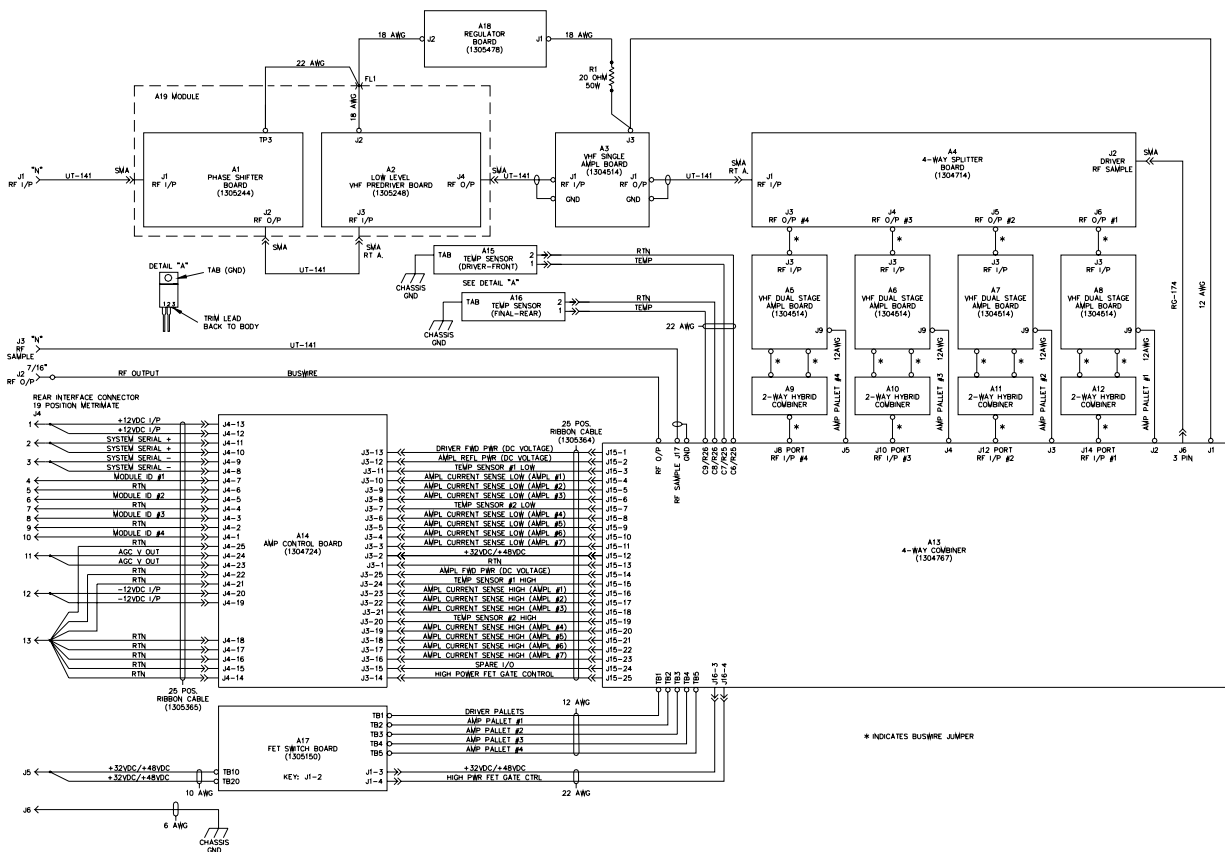 A18
REGULATOR
BOARD
(1305478)
J2
J1
18 AWG
18 AWG
22 AWG
FL1
18 AWG
R1
20 OHM
50W
A19 MODULE
TP3
J2
J3
A1
PHASE SHIFTER
BOARD
(1305244)
J1
RF I/P
J2
RF O/P
A2
LOW LEVEL
VHF PREDRIVER BOARD
(1305248)
J4
RF O/P
J3
RF I/P
A3
VHF SINGLE
AMPL BOARD
(1304514)
J1
RF I/P
RF J1
O/P
GND
GND
A4
4-WAY SPLITTER
BOARD
(1304714)
J1
RF I/P
J2
DRIVER
RF SAMPLE
SMA
J1 "N"
RF I/P
UT-141
SMA
SMA
UT-141
UT-141
SMA
RT A.
SMA
UT-141
SMA
RT A.
J3
RF O/P #4
J4
RF O/P #3
J5
RF O/P #2
J6
RF O/P #1
*
*
*
*
J3
RF I/P
A5
VHF DUAL STAGE
AMPL BOARD
(1304514)
J9
J3
RF I/P
A6
VHF DUAL STAGE
AMPL BOARD
(1304514)
J9
J3
RF I/P
A7
VHF DUAL STAGE
AMPL BOARD
(1304514)
J9
J3
RF I/P
A8
VHF DUAL STAGE
AMPL BOARD
(1304514)
J9
12AWG
12AWG
12AWG
12AWG
RG-174
12 AWG
AMP PALLET #4
AMP PALLET #3
AMP PALLET #2
AMP PALLET #1
*
*
*
*
*
*
*
*
A9
2-WAY HYBRID
COMBINER
A10
2-WAY HYBRID
COMBINER
A11
2-WAY HYBRID
COMBINER
A12
2-WAY HYBRID
COMBINER
*
*
*
*
DETAIL "A"
TAB (GND)
123
TRIM LEAD
BACK TO BODY
CHASSIS
GND
TAB
A15
TEMP SENSOR
(DRIVER-FRONT)
2
1
RTN
TEMP
SEE DETAIL "A"
CHASSIS
GND
TAB
A16
TEMP SENSOR
(FINAL-REAR)
2
1
RTN
TEMP
22 AWG
J3 "N"
RF
SAMPLE
UT-141
J2 7/16"
RF O/P
RF OUTPUT
BUSWIRE
REAR INTERFACE CONNECTOR
19 POSITION METRIMATE
J4
1
+12VDC I/P
J4-13
+12VDC I/P
J4-12
2
SYSTEM SERIAL +
J4-11
SYSTEM SERIAL +
J4-10
3
SYSTEM SERIAL -
J4-9
SYSTEM SERIAL -
J4-8
4
MODULE ID #1
J4-7
5
RTN
J4-6
6
MODULE ID #2
J4-5
7
RTN
J4-4
8
MODULE ID #3
J4-3
9
RTN
J4-2
10
MODULE ID #4
J4-1
RTN
J4-25
11
AGC V OUT
J4-24
AGC V OUT
J4-23
RTN
J4-22
RTN
J4-21
12
-12VDC I/P
J4-20
-12VDC I/P
J4-19
13
RTN
J4-18
RTN
J4-17
RTN
J4-16
RTN
J4-15
RTN
J4-14
25 POS.
RIBBON CABLE
(1305365)
A14
AMP CONTROL BOARD
(1304724)
25 POS.
RIBBON CABLE
(1305364)
J3-13 DRIVER FWD PWR (DC VOLTAGE) J15-1
J3-12 AMPL REFL PWR (DC VOLTAGE) J15-2
J3-11 TEMP SENSOR #1 LOW J15-3
J3-10 AMPL CURRENT SENSE LOW (AMPL #1) J15-4
J3-9 AMPL CURRENT SENSE LOW (AMPL #2) J15-5
J3-8 AMPL CURRENT SENSE LOW (AMPL #3) J15-6
J3-7 TEMP SENSOR #2 LOW J15-7
J3-6 AMPL CURRENT SENSE LOW (AMPL #4) J15-8
J3-5 AMPL CURRENT SENSE LOW (AMPL #5) J15-9
J3-4 AMPL CURRENT SENSE LOW (AMPL #6) J15-10
J3-3 AMPL CURRENT SENSE LOW (AMPL #7) J15-11
J3-2 +32VDC/+48VDC J15-12
J3-1 RTN J15-13
J3-25 AMPL FWD PWR (DC VOLTAGE) J15-14
J3-24 TEMP SENSOR #1 HIGH J15-15
J3-23 AMPL CURRENT SENSE HIGH (AMPL #1) J15-16
J3-22 AMPL CURRENT SENSE HIGH (AMPL #2) J15-17
J3-21 AMPL CURRENT SENSE HIGH (AMPL #3) J15-18
J3-20 TEMP SENSOR #2 HIGH J15-19
J3-19 AMPL CURRENT SENSE HIGH (AMPL #4) J15-20
J3-18 AMPL CURRENT SENSE HIGH (AMPL #5) J15-21
J3-17 AMPL CURRENT SENSE HIGH (AMPL #6) J15-22
J3-16 AMPL CURRENT SENSE HIGH (AMPL #7) J15-23
J3-15 SPARE I/O J15-24
J3-14 HIGH POWER FET GATE CONTROL J15-25
RF O/P
RF SAMPLE J17
GND
C9/R26
C8/R26
C7/R25
C6/R25
J8 PORT
RF I/P #4
J5
J10 PORT
RF I/P #3
J4
J12 PORT
RF I/P #2
J3
J14 PORT
RF I/P #1
J2
J6
3 PIN
J1
A13
4-WAY COMBINER
(1304767)
TB1
TB2
TB3
TB4
TB5
J16-3
J16-4
A17
FET SWITCH BOARD
(1305150)
KEY: J1-2
12 AWG
TB1 DRIVER PALLETS
TB2 AMP PALLET #1
TB3 AMP PALLET #2
TB4 AMP PALLET #3
TB5 AMP PALLET #4
J1-3 +32VDC/+48VDC
J1-4 HIGH PWR FET GATE CTRL
22 AWG
J5
+32VDC/+48VDC TB10
+32VDC/+48VDC TB20
10 AWG
J6
6 AWG
CHASSIS
GND
* INDICATES BUSWIRE JUMPER